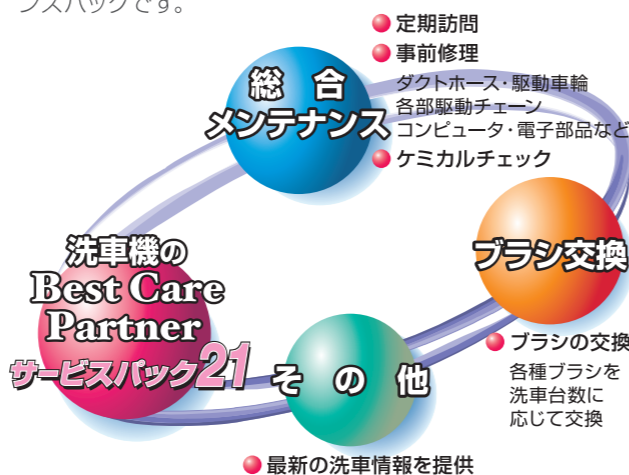 ンスパックです。
総合
メンテナンス
● 定期訪問
● 事前修理
ダクトホース・駆動車輪
各部駆動チェーン
コンピュータ・電子部品など
● ケミカルチェック
ブラシ交換
● ブラシの交換
各種ブラシを
洗車台数に
応じて交換
洗車機の
Best Care
Partner
サービスパック21
その他
● 最新の洗車情報を提供